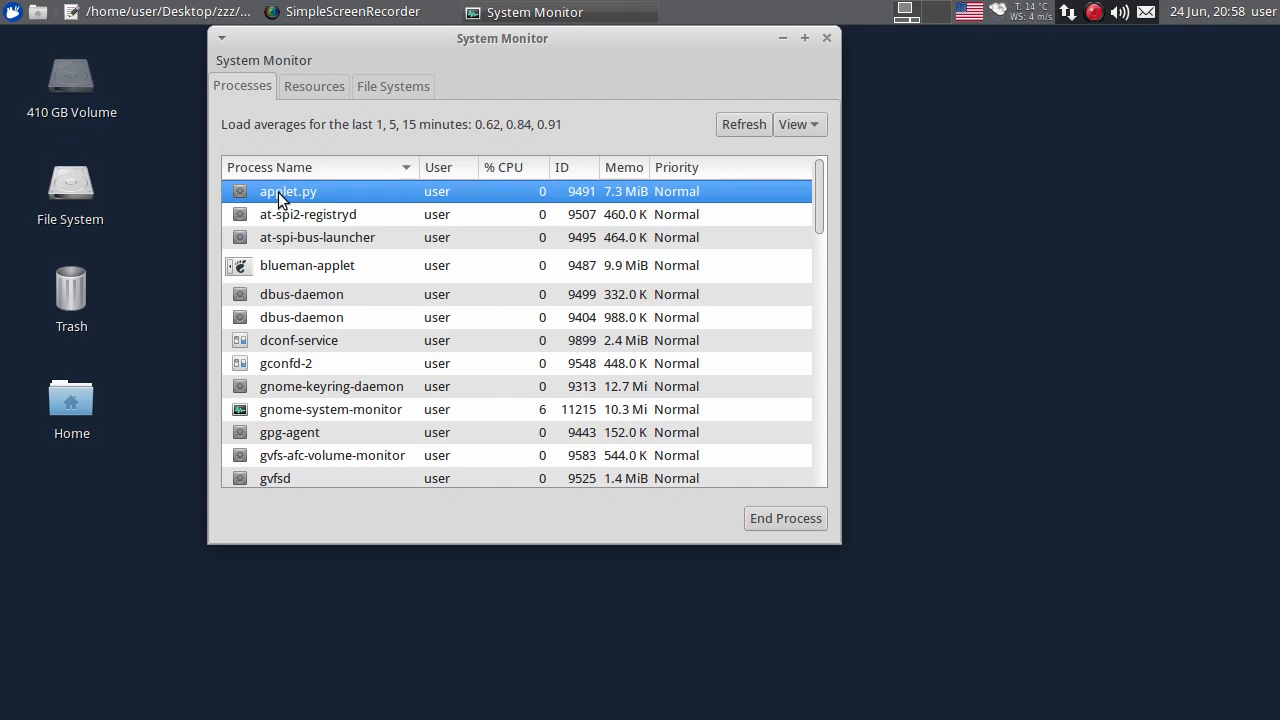 /home/user/Desktop/zzz/... SimpleScreenRecorder System Monitor T: 14 °C WS: 4 m/s 24 Jun, 20:58 user
System Monitor
System Monitor
Processes Resources File Systems
Load averages for the last 1, 5, 15 minutes: 0.62, 0.84, 0.91 Refresh View
Process Name User % CPU ID Memo Priority
applet.py user 0 9491 7.3 MiB Normal
at-spi2-registryd user 0 9507 460.0 K Normal
at-spi-bus-launcher user 0 9495 464.0 K Normal
blueman-applet user 0 9487 9.9 MiB Normal
dbus-daemon user 0 9499 332.0 K Normal
dbus-daemon user 0 9404 988.0 K Normal
dconf-service user 0 9899 2.4 MiB Normal
gconfd-2 user 0 9548 448.0 K Normal
gnome-keyring-daemon user 0 9313 12.7 Mi Normal
gnome-system-monitor user 6 11215 10.3 Mi Normal
gpg-agent user 0 9443 152.0 K Normal
gvfs-afc-volume-monitor user 0 9583 544.0 K Normal
gvfsd user 0 9525 1.4 MiB Normal
End Process
410 GB Volume
File System
Trash
Home